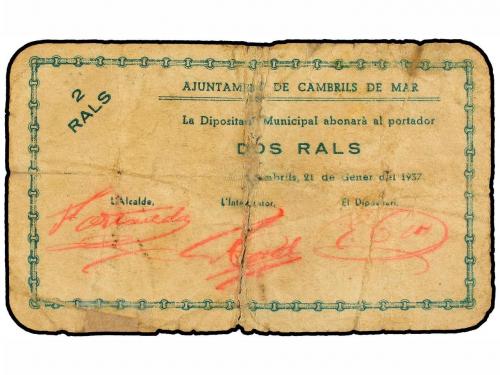 2
RALS
AJUNTAMENT DE CAMBRILS DE MAR
La Dipositaria Municipal abonarà al portador
DOS RALS
Cambrils, 21 de Gener del 1937
L'Alcalde, L'Interventor, El Dipositari,